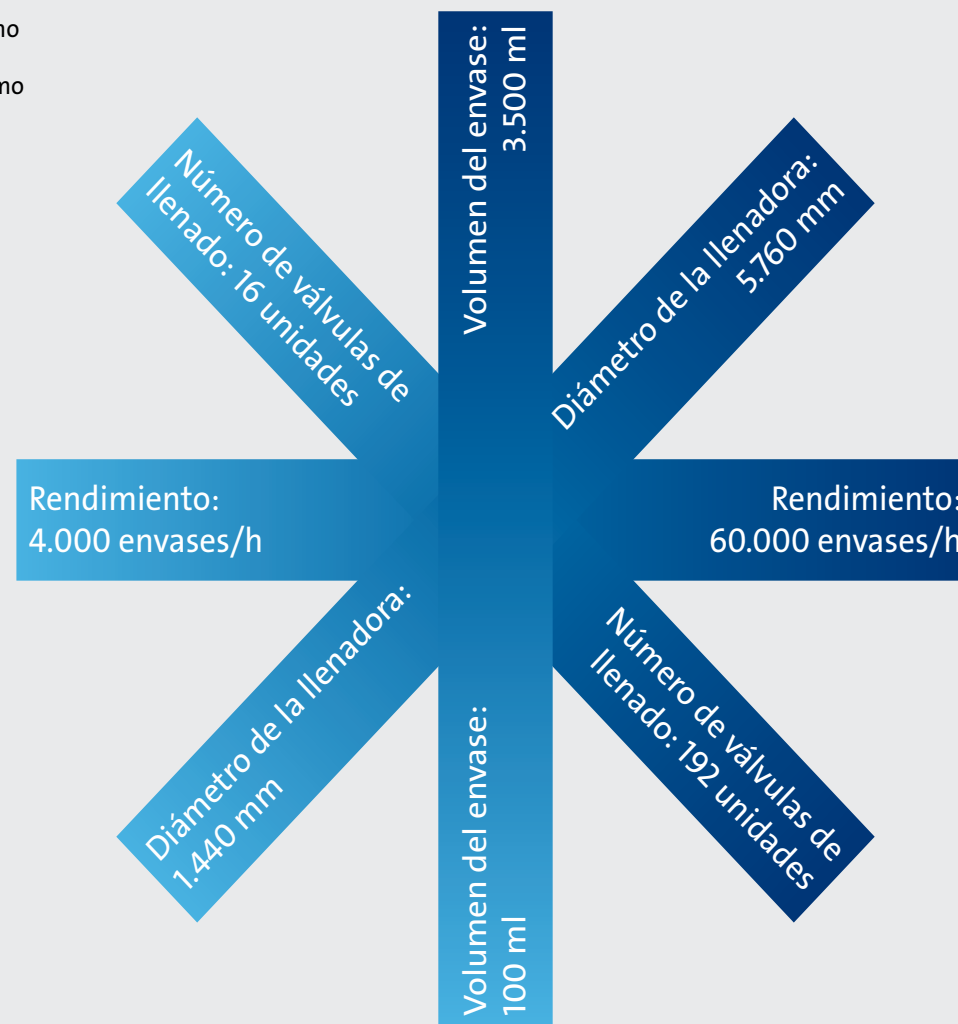 Volumen del envase:
3.500 ml
Número de válvulas de
llenado: 16 unidades
Diámetro de la llenadora:
5.760 mm
Rendimiento:
4.000 envases/h
Rendimiento:
60.000 envases/h
Diámetro de la llenadora:
1.440 mm
Número de válvulas de
llenado: 192 unidades
Volumen del envase:
100 ml